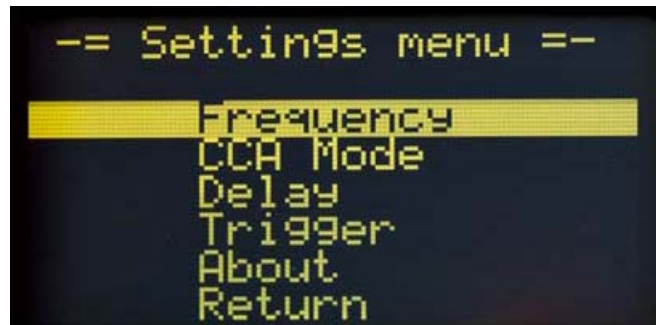 -= Settings menu =-
Frequency
CCA Mode
Delay
Trigger
About
Return